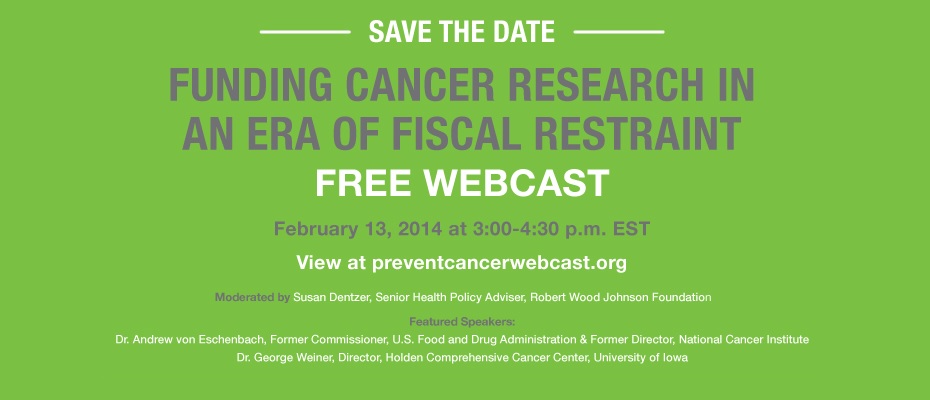 SAVE THE DATE
FUNDING CANCER RESEARCH IN
AN ERA OF FISCAL RESTRAINT
FREE WEBCAST
February 13, 2014 at 3:00-4:30 p.m. EST
View at preventcancerwebcast.org
Moderated by Susan Dentzer, Senior Health Policy Adviser, Robert Wood Johnson Foundation
Featured Speakers:
Dr. Andrew von Eschenbach, Former Commissioner, U.S. Food and Drug Administration & Former Director, National Cancer Institute
Dr. George Weiner, Director, Holden Comprehensive Cancer Center, University of Iowa